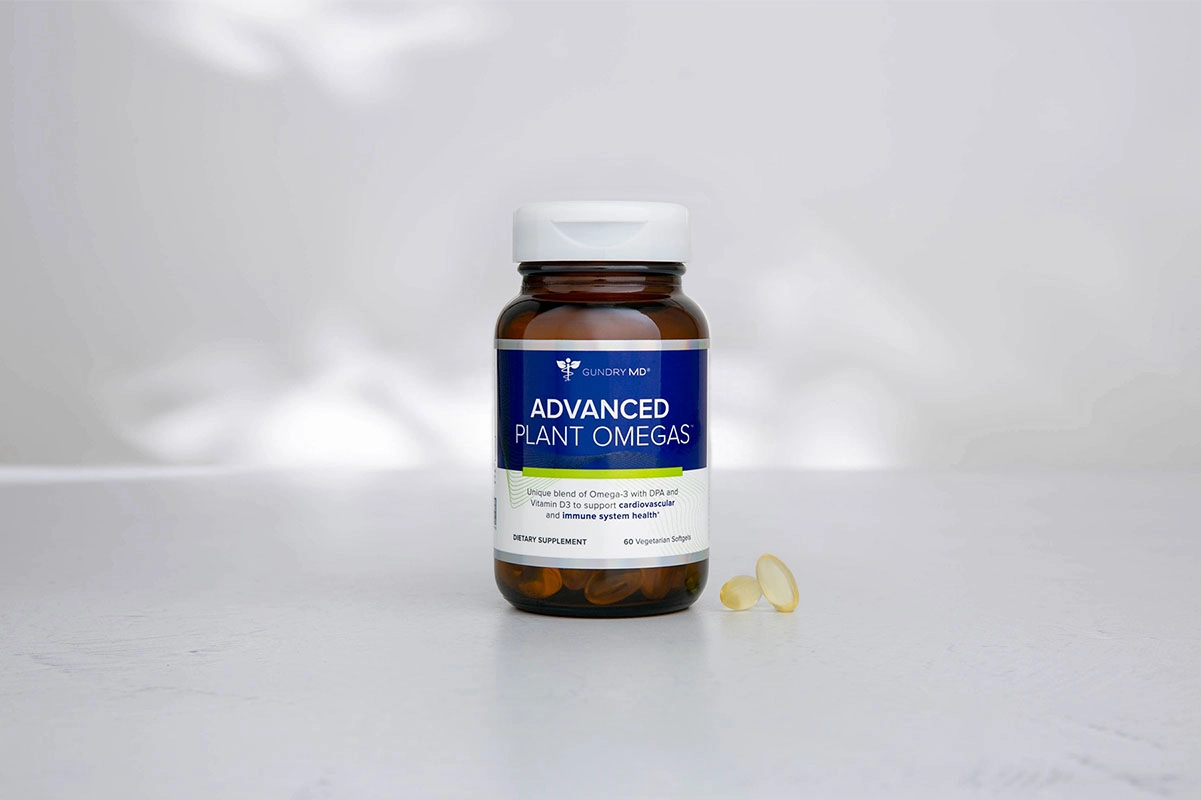 GUNDRY MD®
ADVANCED
PLANT OMEGAS™
Unique blend of Omega-3 with DPA and
Vitamin D3 to support cardiovascular
and immune system health*
DIETARY SUPPLEMENT
60 Vegetarian Softgels